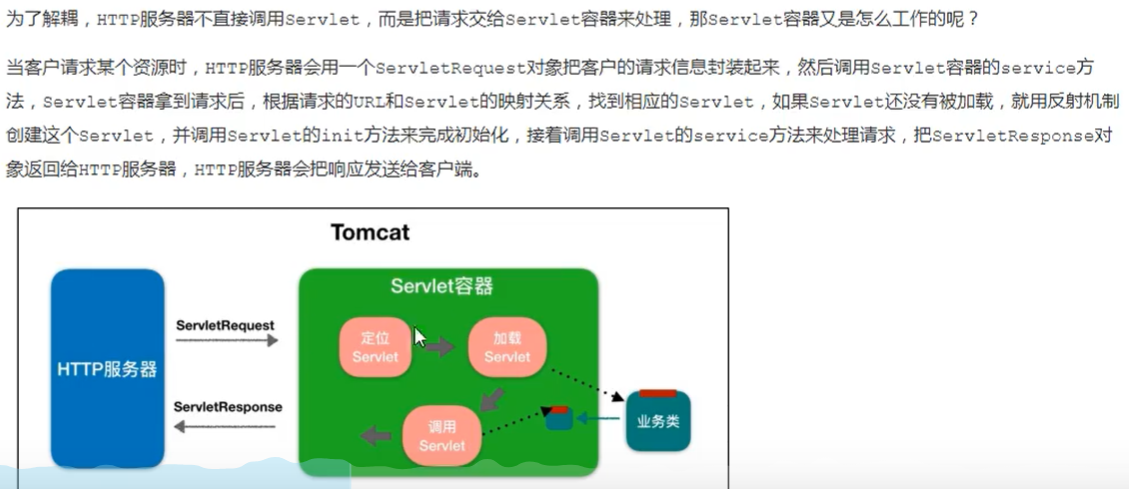 为了解耦，HTTP服务器不直接调用Servlet，而是把请求交给Servlet容器来处理，那Servlet容器又是怎么工作的呢？
当客户请求某个资源时，HTTP服务器会用一个ServletRequest对象把客户的请求信息封装起来，然后调用Servlet容器的service方
法，Servlet容器拿到请求后，根据请求的URL和Servlet的映射关系，找到相应的Servlet，如果Servlet还没有被加载，就用反射机制
创建这个Servlet，并调用Servlet的init方法来完成初始化，接着调用Servlet的service方法来处理请求，把ServletResponse对
象返回给HTTP服务器，HTTP服务器会把响应发送给客户端。
Tomcat
Servlet容器
ServletRequest
定位
Servlet
加载
Servlet
HTTP服务器
ServletResponse
调用
Servlet
业务类